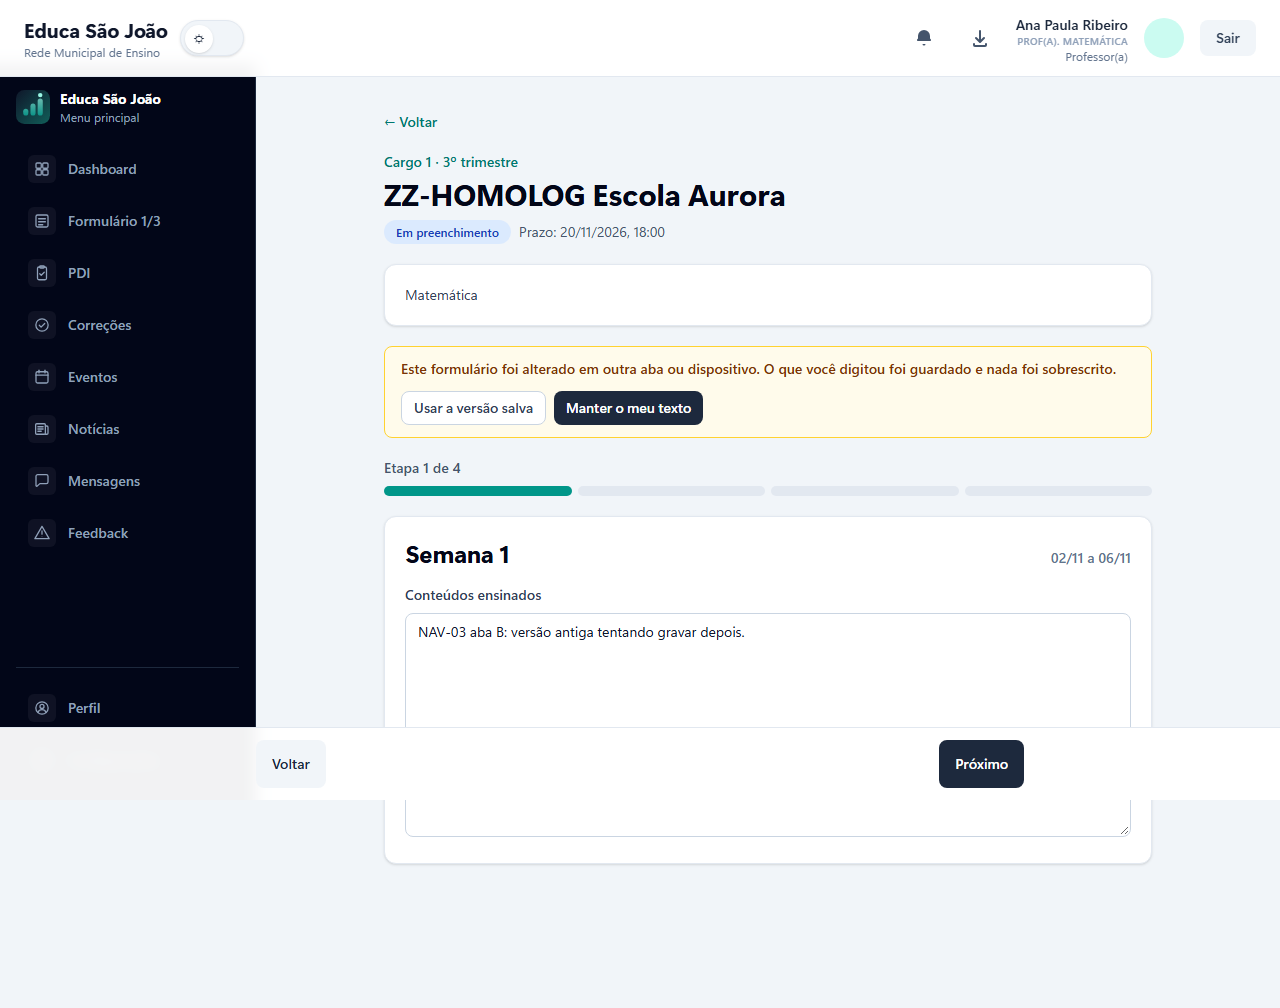 Educa São João
Rede Municipal de Ensino
Ana Paula Ribeiro
PROF(A). MATEMÁTICA
Professor(a)
Sair
Educa São João
Menu principal
Dashboard
Formulário 1/3
PDI
Correções
Eventos
Notícias
Mensagens
Feedback
Perfil
← Voltar
Cargo 1 · 3º trimestre
ZZ-HOMOLOG Escola Aurora
Em preenchimento
Prazo: 20/11/2026, 18:00
Matemática
Este formulário foi alterado em outra aba ou dispositivo. O que você digitou foi guardado e nada foi sobrescrito.
Usar a versão salva
Manter o meu texto
Etapa 1 de 4
Semana 1
02/11 a 06/11
Conteúdos ensinados
NAV-03 aba B: versão antiga tentando gravar depois.
Voltar
Próximo